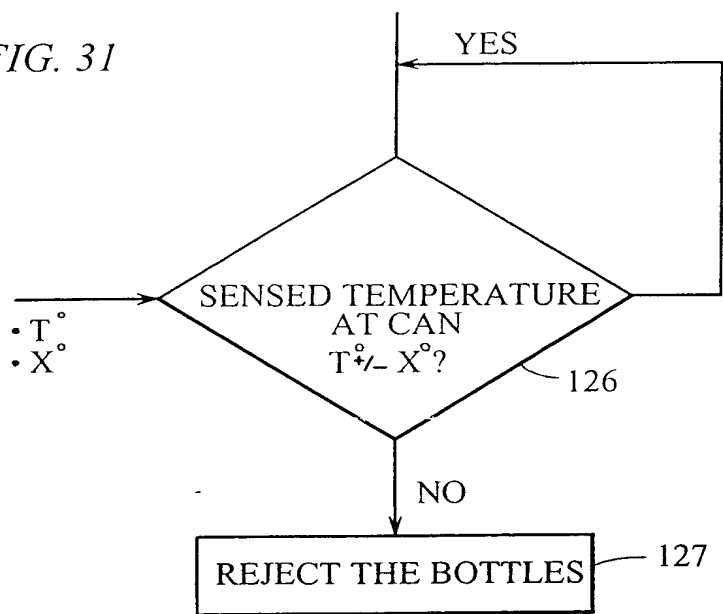 FIG. 31
YES
SENSED TEMPERATURE
AT CAN
T°+/- X°?
• T°
• X°
126
NO
REJECT THE BOTTLES
127